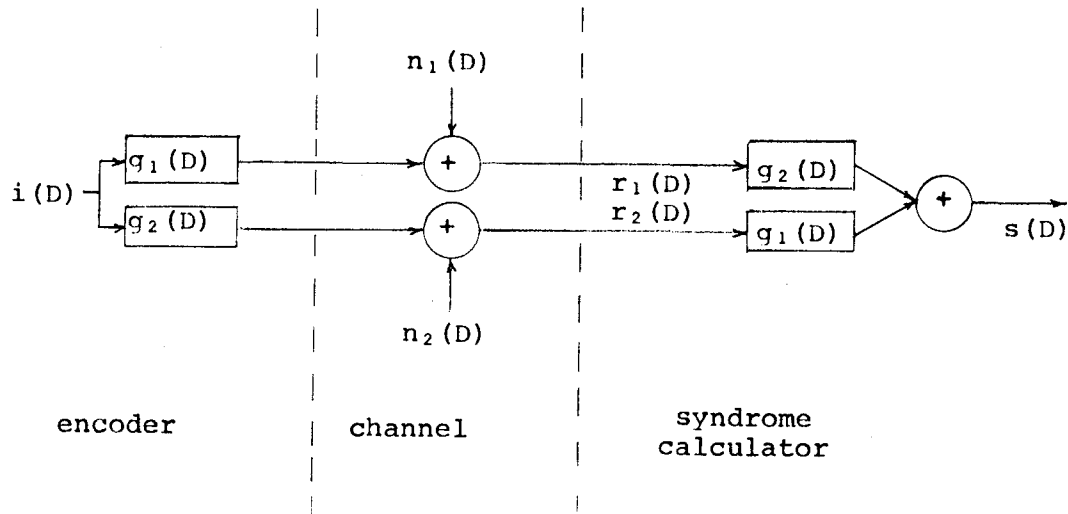 n₁(D)
g₁(D)
g₂(D)
i(D)
r₁(D)
r₂(D)
g₂(D)
g₁(D)
+
+
+
s(D)
n₂(D)
encoder
channel
syndrome
calculator